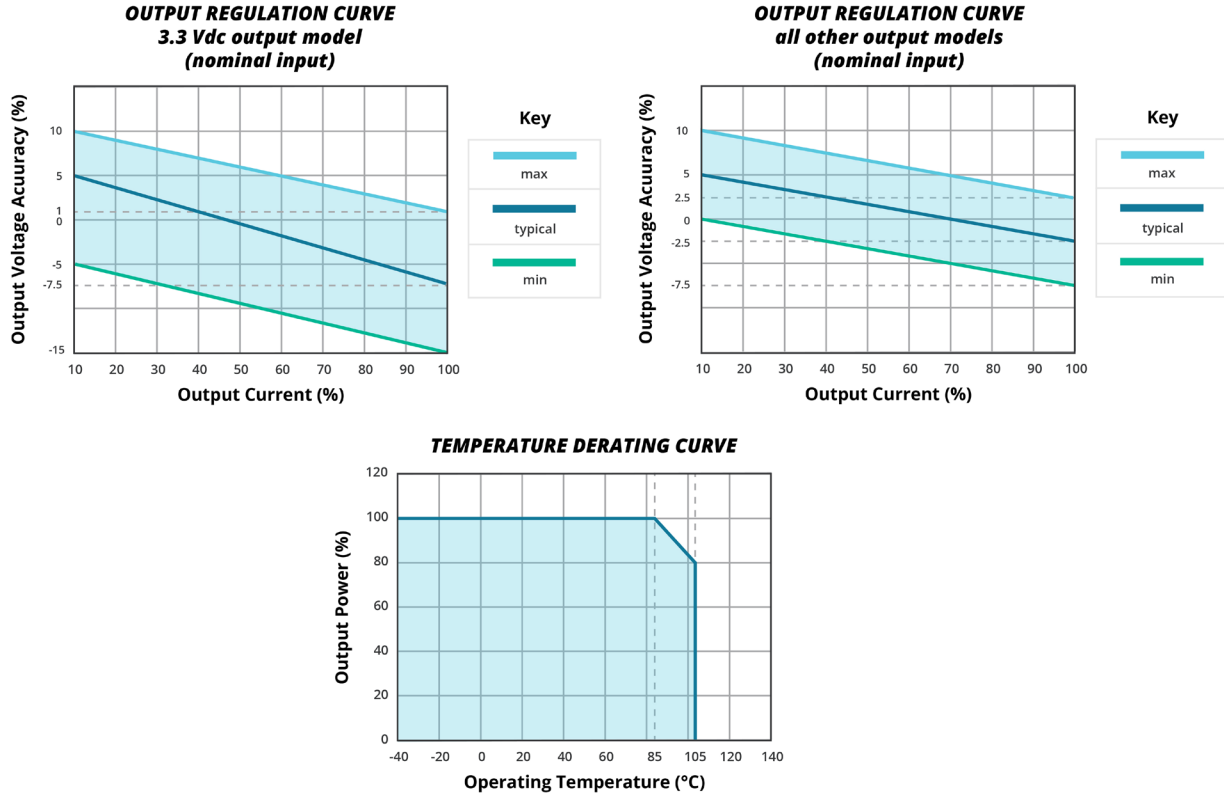 OUTPUT REGULATION CURVE
3.3 Vdc output model
(nominal input)
Output Voltage Acuuracy (%)
10
5
1
0
-5
-7.5
-15
10 20 30 40 50 60 70 80 90 100
Output Current (%)
Key
max
typical
min
OUTPUT REGULATION CURVE
all other output models
(nominal input)
Output Voltage Acuuracy (%)
10
5
2.5
0
-2.5
-7.5
10 20 30 40 50 60 70 80 90 100
Output Current (%)
Key
max
typical
min
TEMPERATURE DERATING CURVE
Output Power (%)
120
100
80
60
40
20
0
-40 -20 0 20 40 60 85 105 120 140
Operating Temperature (°C)